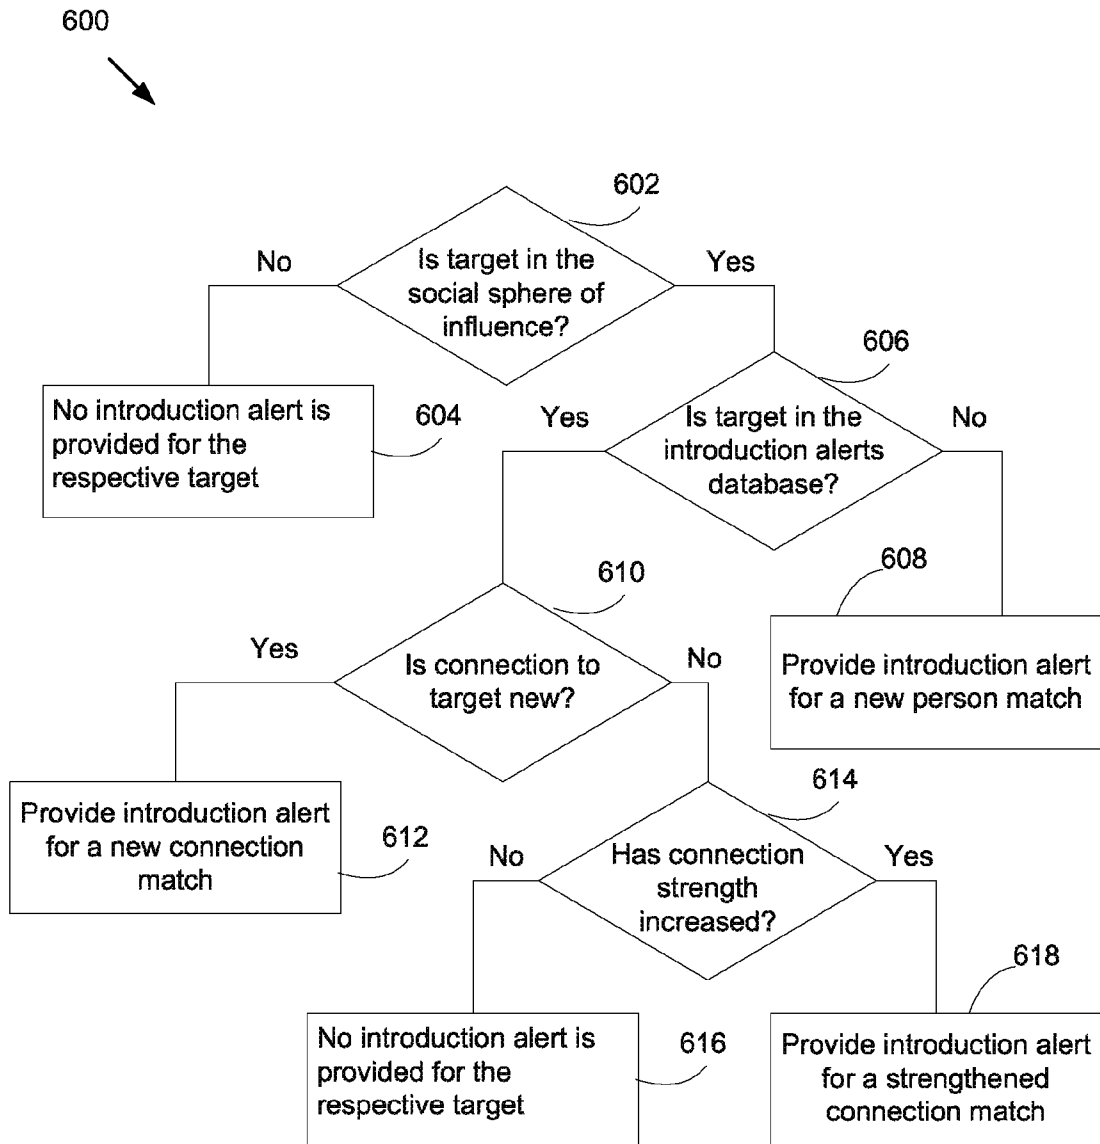 600
602
No
Is target in the
social sphere of
influence?
Yes
606
No introduction alert is
provided for the
respective target
604
Yes
Is target in the
introduction alerts
database?
No
608
610
Yes
Is connection to
target new?
No
Provide introduction alert
for a new person match
Provide introduction alert
for a new connection
match
612
614
No
Has connection
strength
increased?
Yes
618
No introduction alert is
provided for the
respective target
616
Provide introduction alert
for a strengthened
connection match